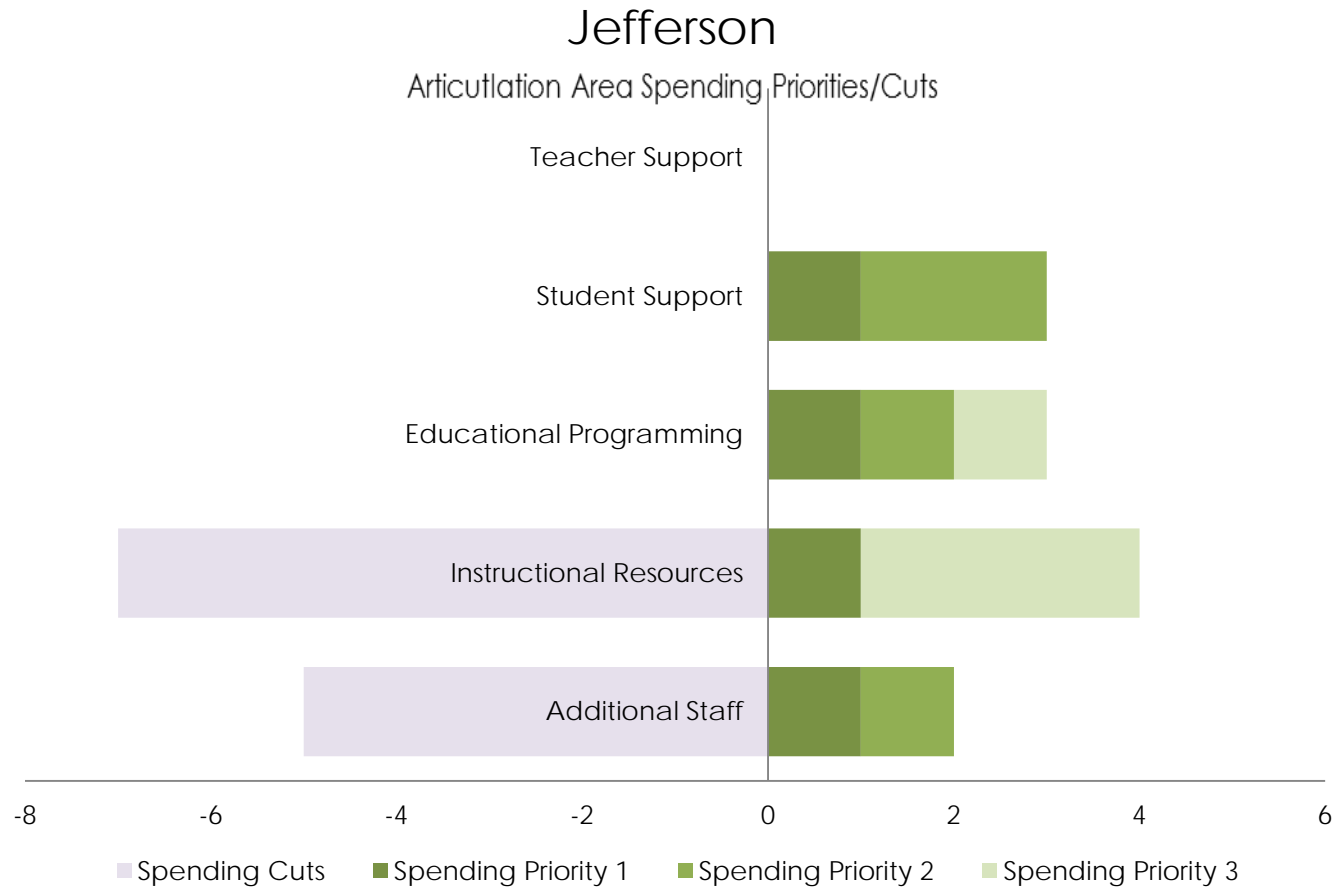 Jefferson
Articutlation Area Spending Priorities/Cuts
Teacher Support
Student Support
Educational Programming
Instructional Resources
Additional Staff
-8 -6 -4 -2 0 2 4 6
Spending Cuts Spending Priority 1 Spending Priority 2 Spending Priority 3